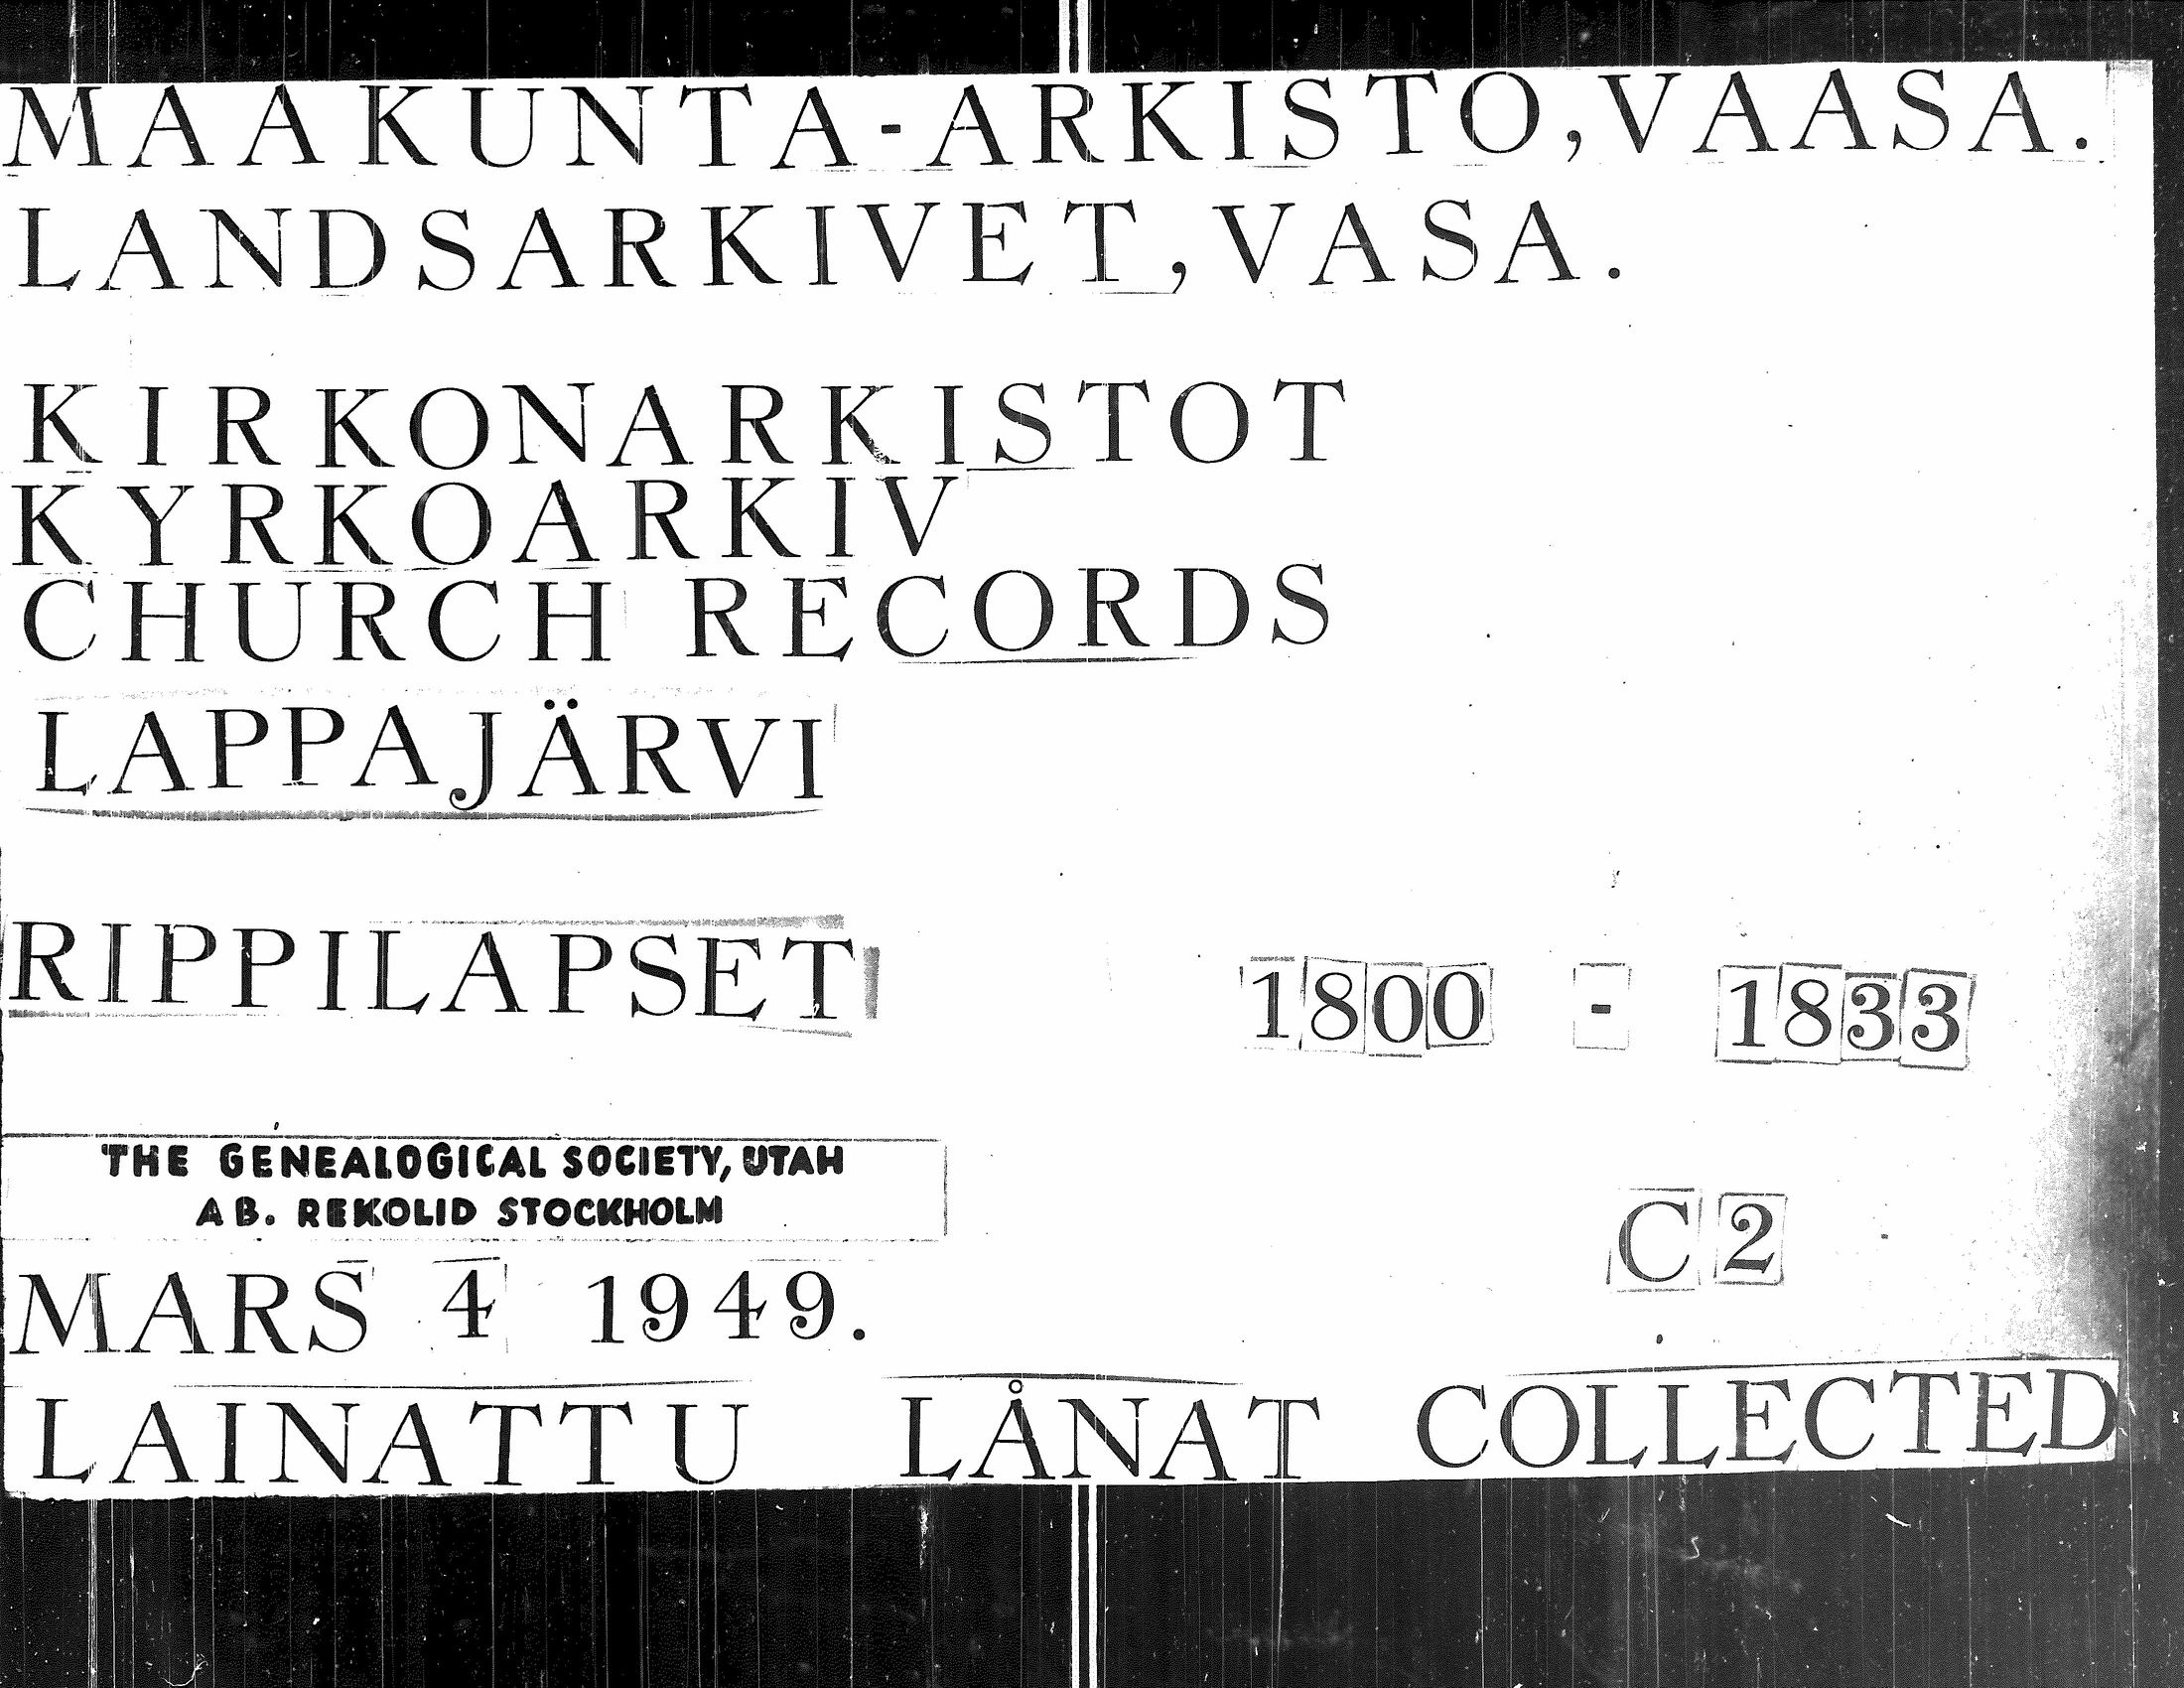 MAAKUNTA-ARKISTO, VAASA.
LANDSARKIVET, VASA.
KIRKONARKISTOT
KYRKOARKIV
CHURCH RECORDS
LAPPAJÄRVI
RIPPILAPSET 1800 - 1833
THE GENEALOGICAL SOCIETY, UTAH
AB. REKOLID STOCKHOLM
C2
MARS 4 1949.
LAINATTU LÅNAT COLLECTED